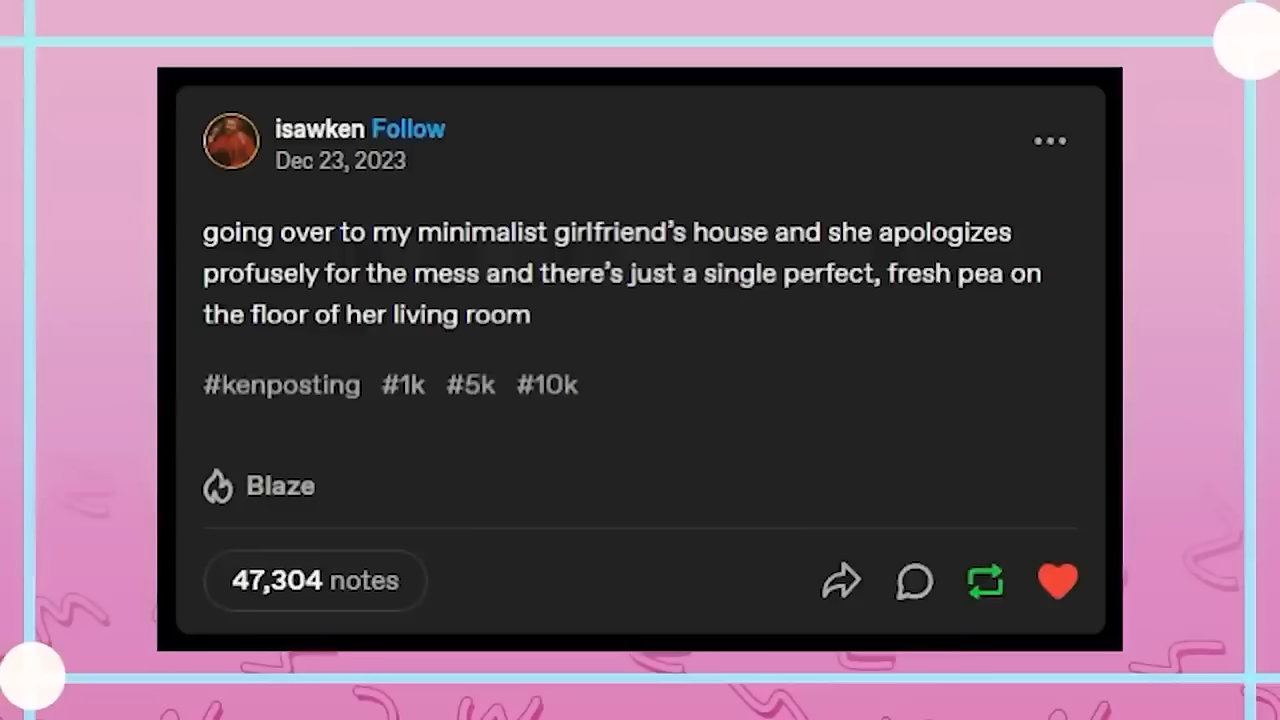 isawken Follow
Dec 23, 2023
going over to my minimalist girlfriend’s house and she apologizes
profusely for the mess and there’s just a single perfect, fresh pea on
the floor of her living room
#kenposting #1k #5k #10k
Blaze
47,304 notes